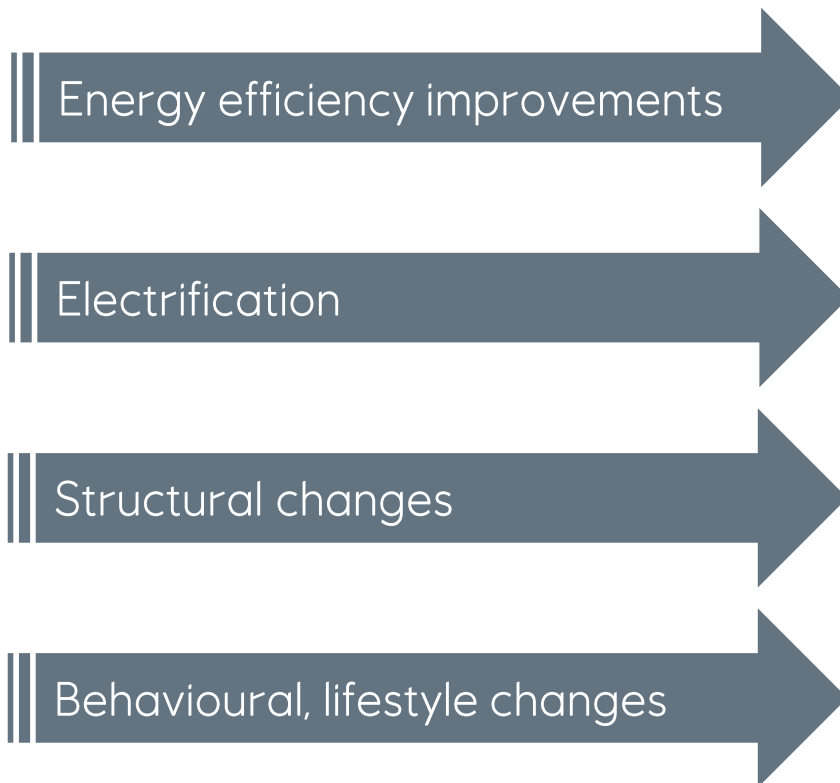 Energy efficiency improvements
Electrification
Structural changes
Behavioural, lifestyle changes